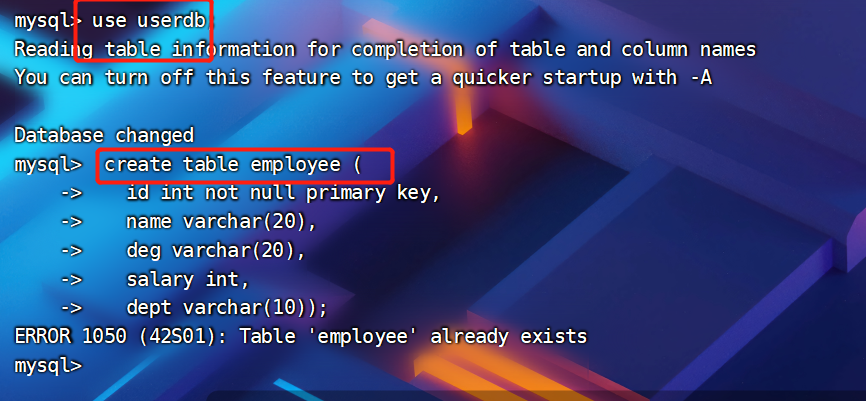 mysql> use userdb;
Reading table information for completion of table and column names
You can turn off this feature to get a quicker startup with -A
Database changed
mysql> create table employee (
-> id int not null primary key,
-> name varchar(20),
-> deg varchar(20),
-> salary int,
-> dept varchar(10));
ERROR 1050 (42S01): Table 'employee' already exists
mysql>